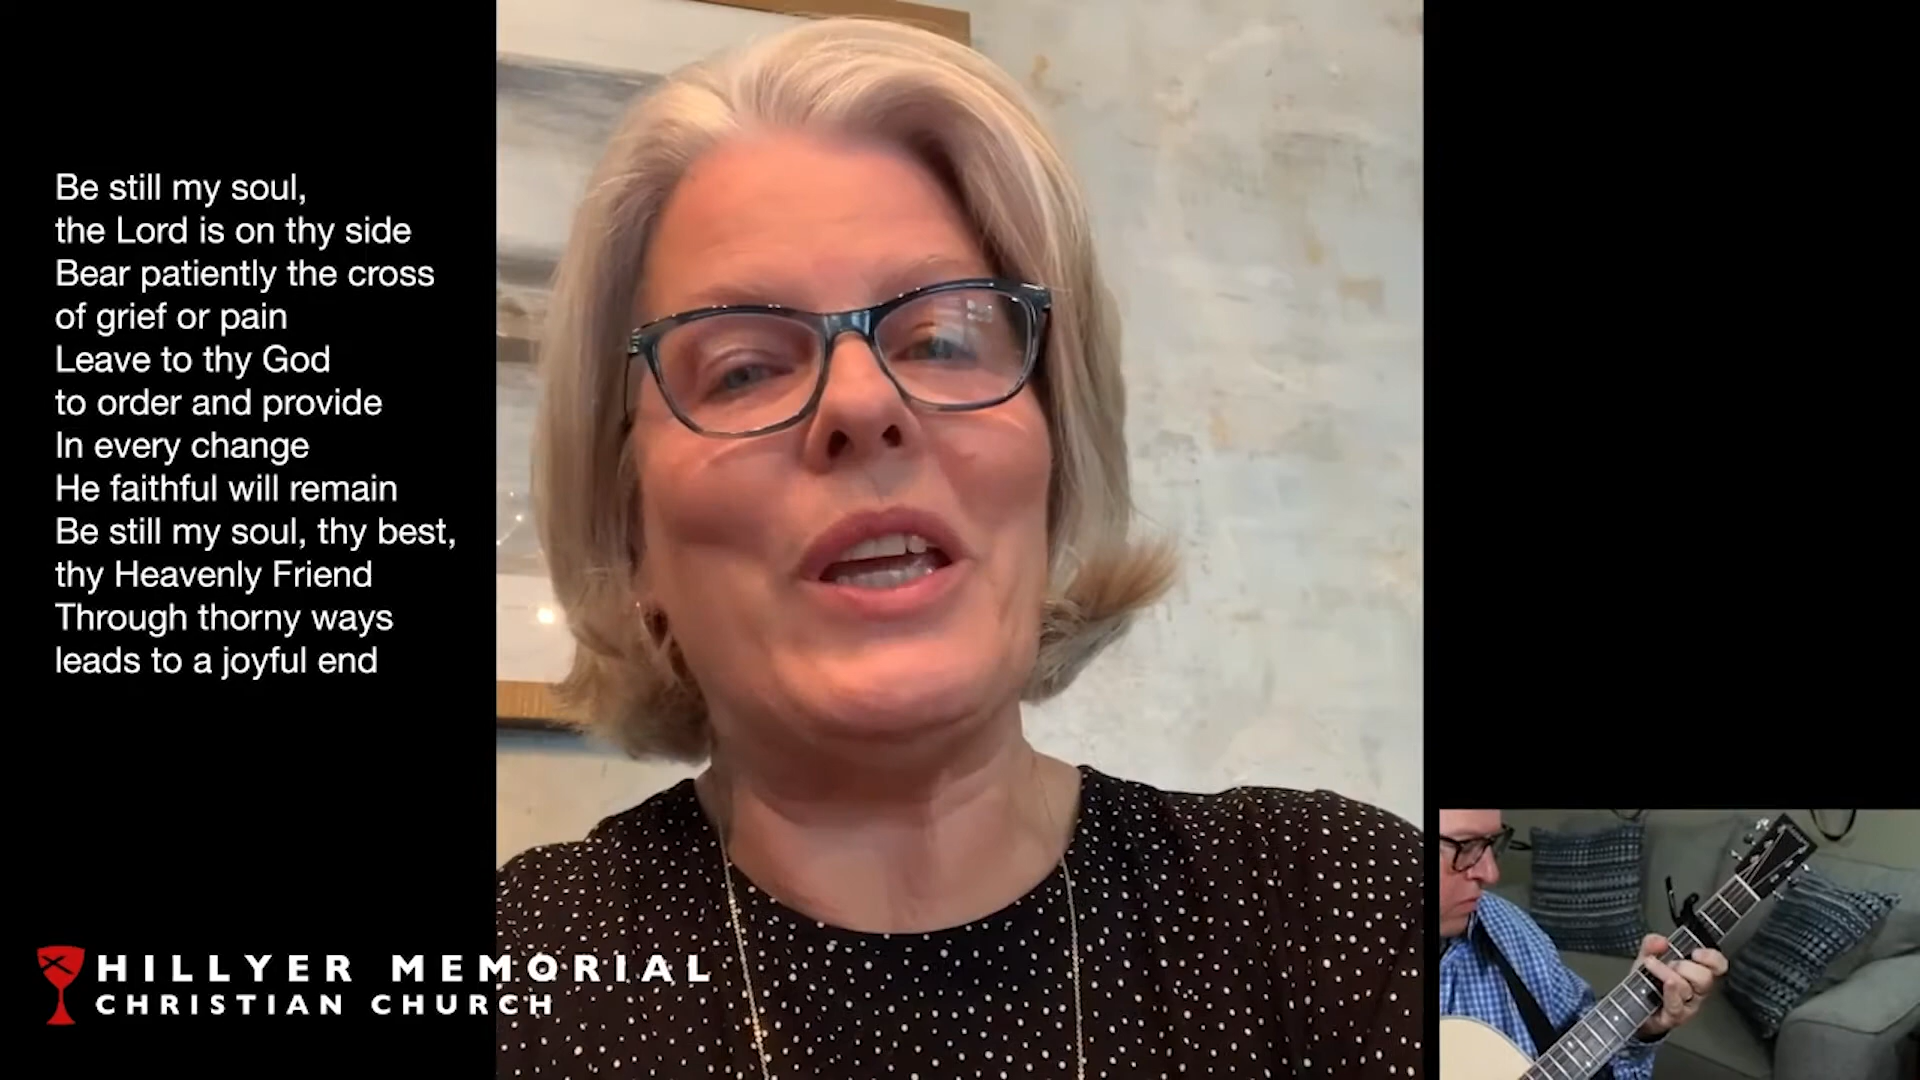 Be still my soul,
the Lord is on thy side
Bear patiently the cross
of grief or pain
Leave to thy God
to order and provide
In every change
He faithful will remain
Be still my soul, thy best,
thy Heavenly Friend
Through thorny ways
leads to a joyful end
HILLYER MEMORIAL
CHRISTIAN CHURCH